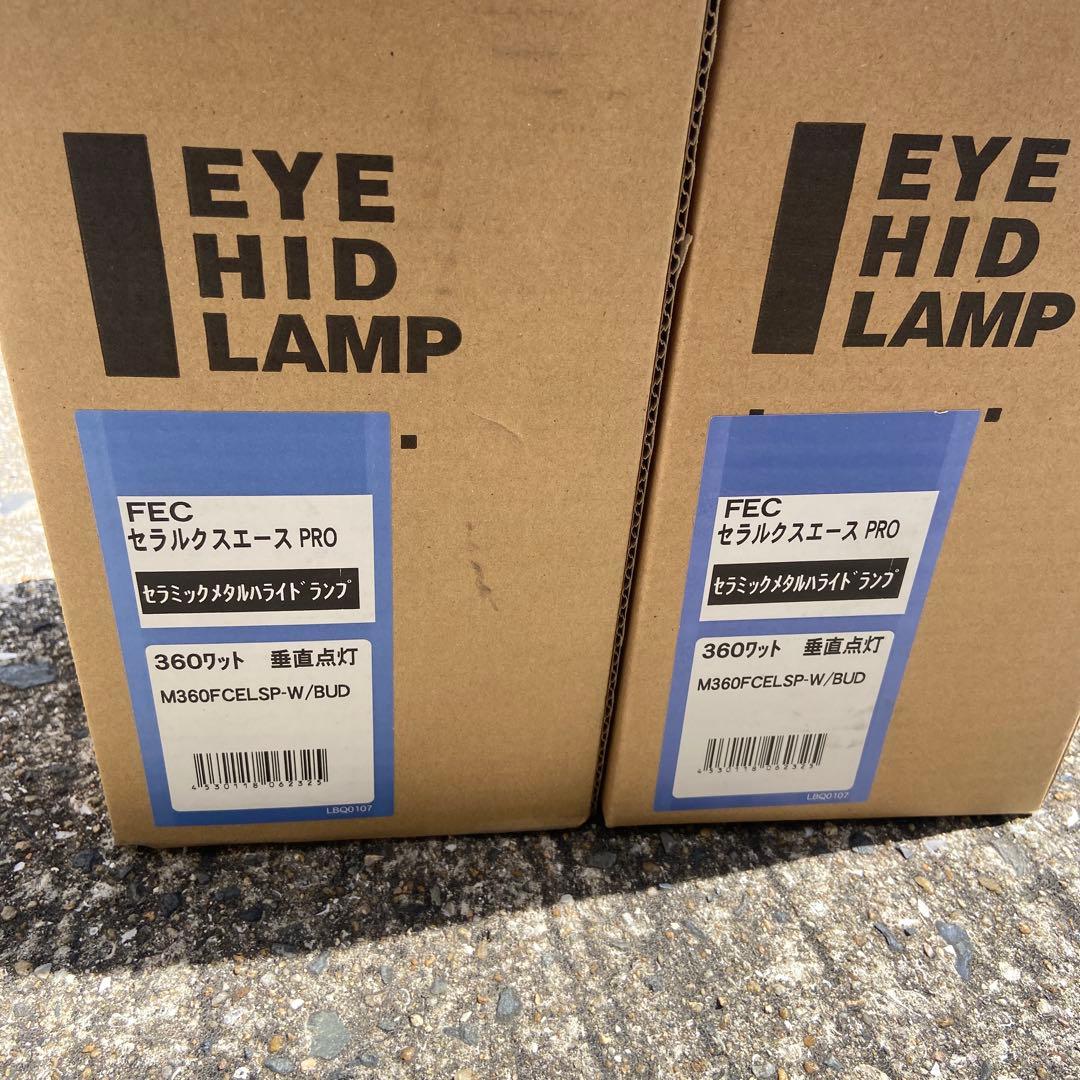 EYE
HID
LAMP
FEC
セラルクスエース PRO
セラミックメタルハライドランプ
360ワット 垂直点灯
M360FCELSP-W/BUD
4530118062325
LBQ0107
EYE
HID
LAMP
FEC
セラルクスエース PRO
セラミックメタルハライドランプ
360ワット 垂直点灯
M360FCELSP-W/BUD
4530118062325
LBQ0107